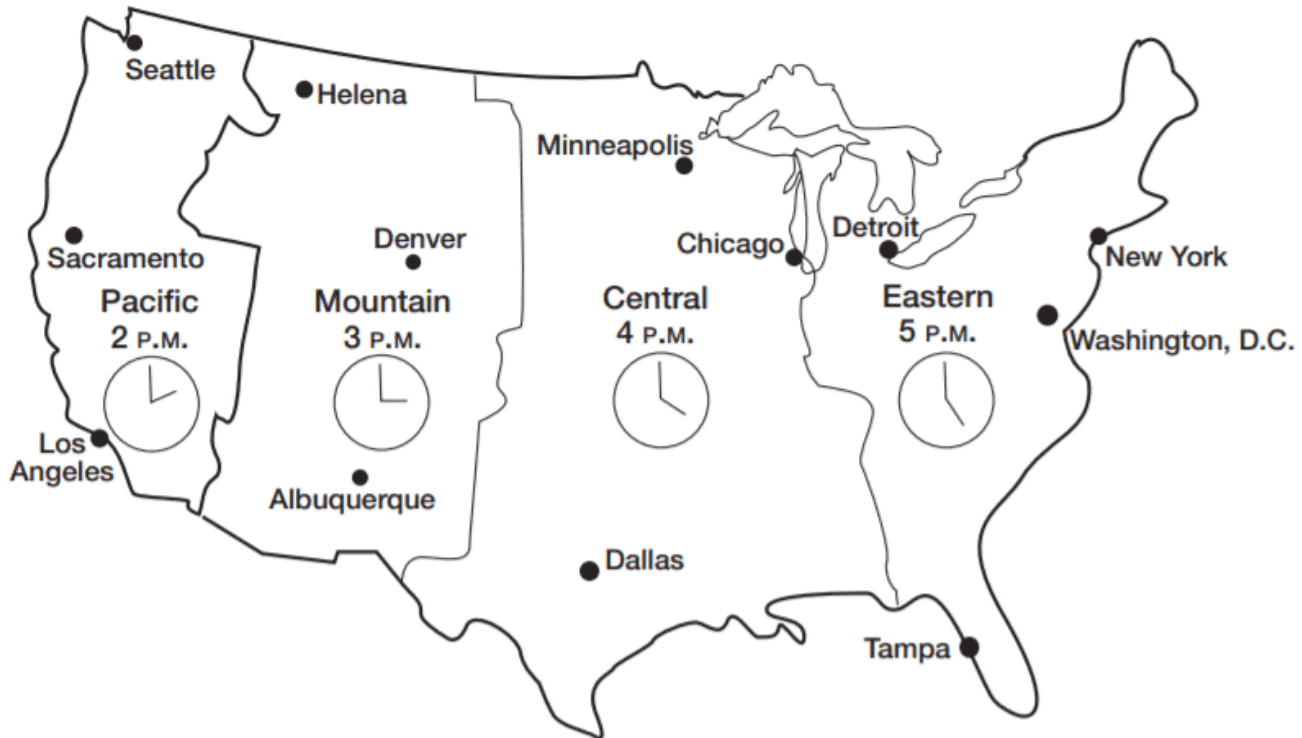 Seattle
Helena
Minneapolis
Sacramento
Denver
Chicago
Detroit
New York
Pacific
2 P.M.
Mountain
3 P.M.
Central
4 P.M.
Eastern
5 P.M.
Washington, D.C.
Los
Angeles
Albuquerque
Dallas
Tampa